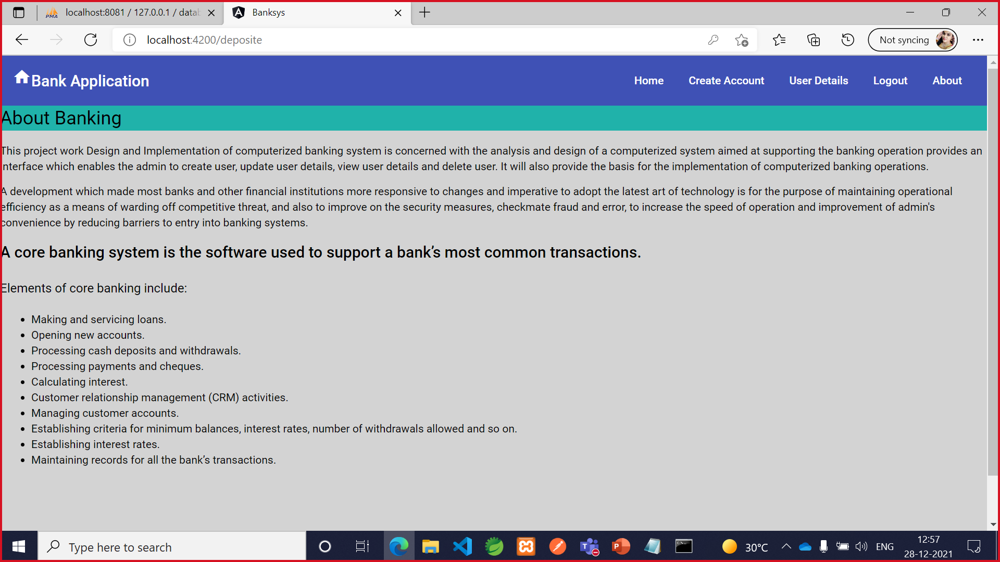 localhost:8081 / 127.0.0.1 / datab
Banksys
localhost:4200/deposite
Not syncing
Bank Application
Home
Create Account
User Details
Logout
About
About Banking
This project work Design and Implementation of computerized banking system is concerned with the analysis and design of a computerized system aimed at supporting the banking operation provides an
interface which enables the admin to create user, update user details, view user details and delete user. It will also provide the basis for the implementation of computerized banking operations.
A development which made most banks and other financial institutions more responsive to changes and imperative to adopt the latest art of technology is for the purpose of maintaining operational
efficiency as a means of warding off competitive threat, and also to improve on the security measures, checkmate fraud and error, to increase the speed of operation and improvement of admin's
convenience by reducing barriers to entry into banking systems.
A core banking system is the software used to support a bank’s most common transactions.
Elements of core banking include:
• Making and servicing loans.
• Opening new accounts.
• Processing cash deposits and withdrawals.
• Processing payments and cheques.
• Calculating interest.
• Customer relationship management (CRM) activities.
• Managing customer accounts.
• Establishing criteria for minimum balances, interest rates, number of withdrawals allowed and so on.
• Establishing interest rates.
• Maintaining records for all the bank’s transactions.
Type here to search
30°C
ENG
12:57
28-12-2021